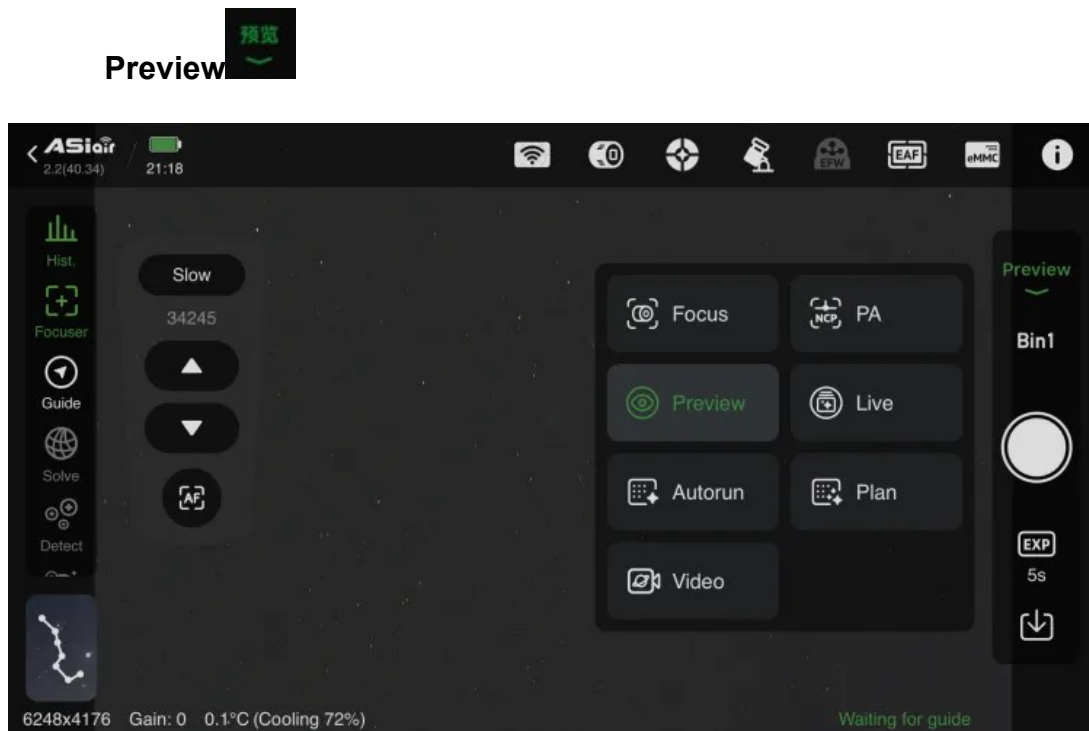 预览
Preview
ASiair
2.2(40.34)
21:18
EFW
EAF
eMMC
Hist.
Focuser
Guide
Solve
Detect
Slow
34245
AF
Focus
NCP
PA
Preview
Live
Autorun
Plan
Video
Preview
Bin1
EXP
5s
6248x4176 Gain: 0 0.1°C (Cooling 72%)
Waiting for guide